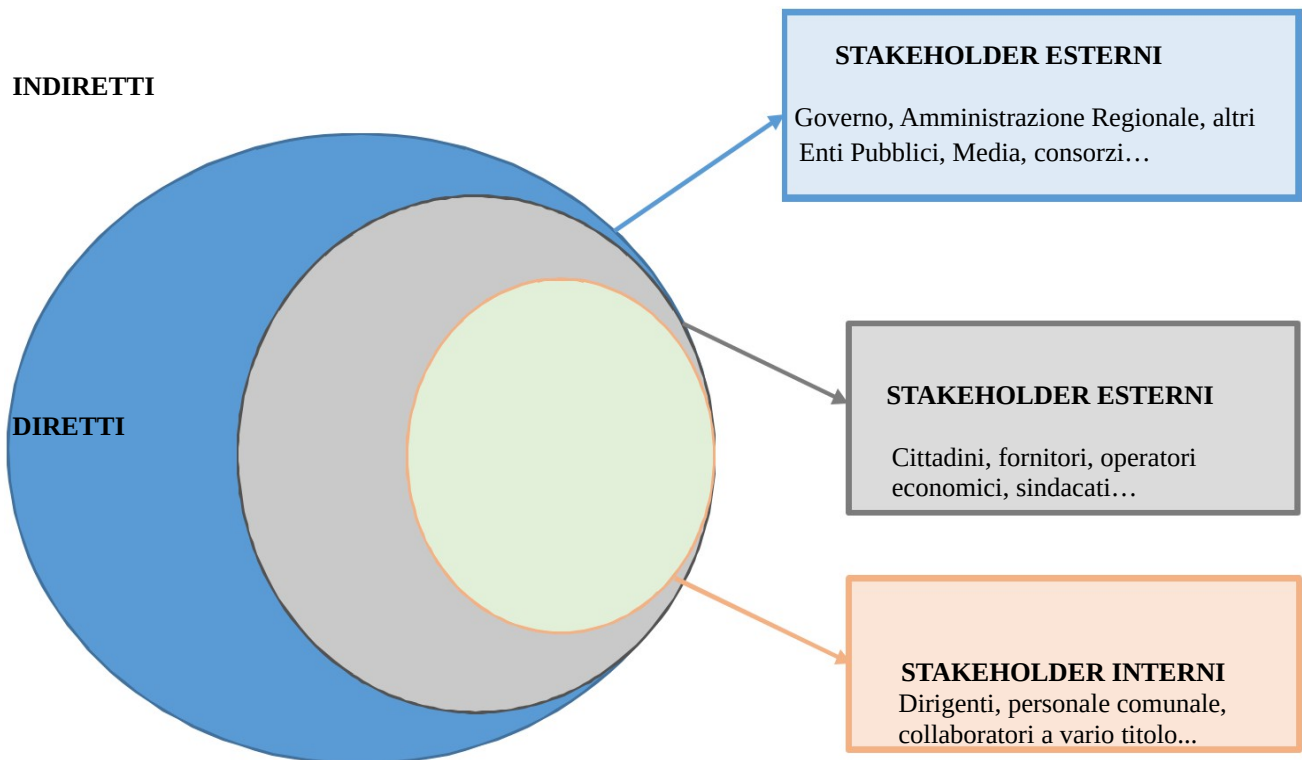 INDIRETTI
DIRETTI
STAKEHOLDER ESTERNI
Governo, Amministrazione Regionale, altri
Enti Pubblici, Media, consorzi…
STAKEHOLDER ESTERNI
Cittadini, fornitori, operatori
economici, sindacati…
STAKEHOLDER INTERNI
Dirigenti, personale comunale,
collaboratori a vario titolo...